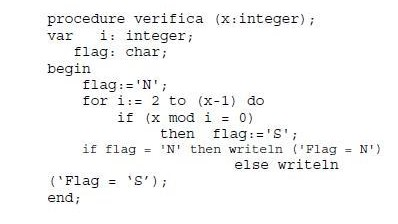 procedure verifica (x:integer);
var i: integer;
flag: char;
begin
flag:='N';
for i:= 2 to (x-1) do
if (x mod i = 0)
then flag:='S';
if flag = 'N' then writeln ('Flag = N')
else writeln
(‘Flag = ‘S’);
end;